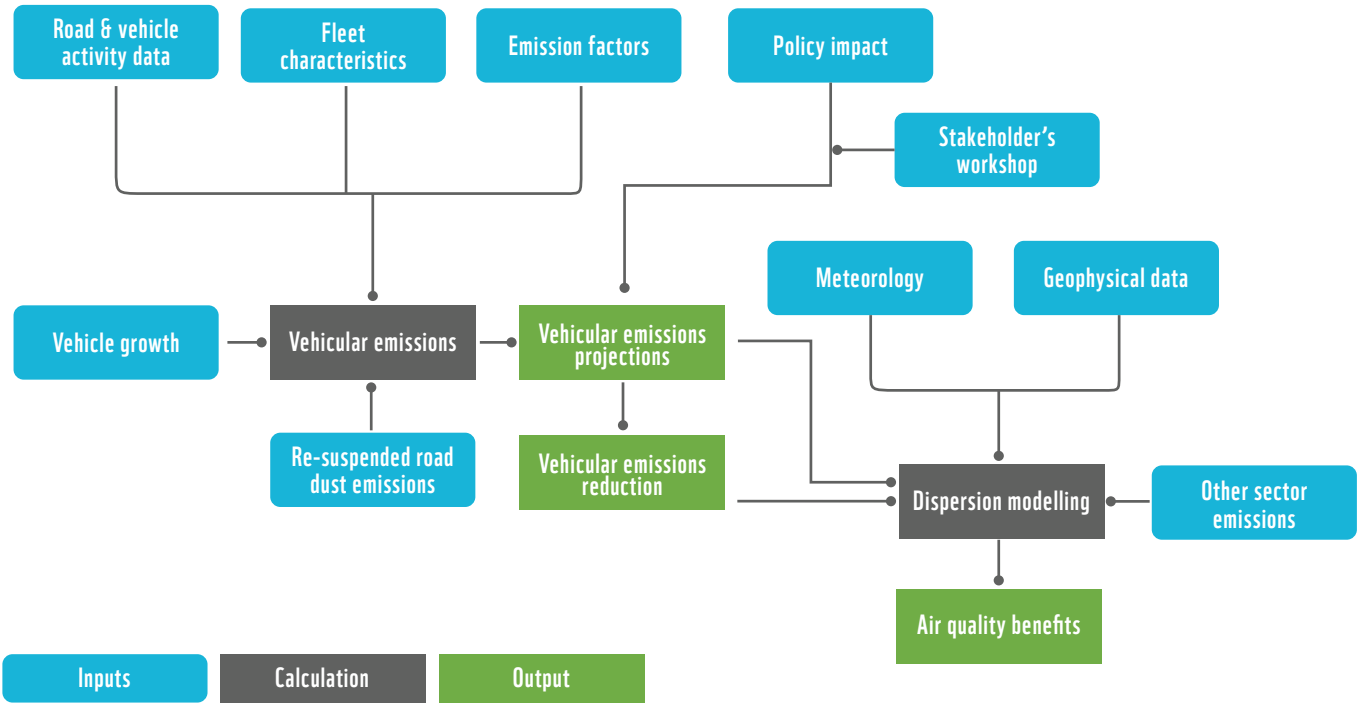 Road & vehicle
activity data
Fleet
characteristics
Emission factors
Policy impact
Stakeholder’s
workshop
Meteorology
Geophysical data
Vehicle growth
Vehicular emissions
Vehicular emissions
projections
Re-suspended road
dust emissions
Vehicular emissions
reduction
Dispersion modelling
Other sector
emissions
Air quality benefits
Inputs
Calculation
Output